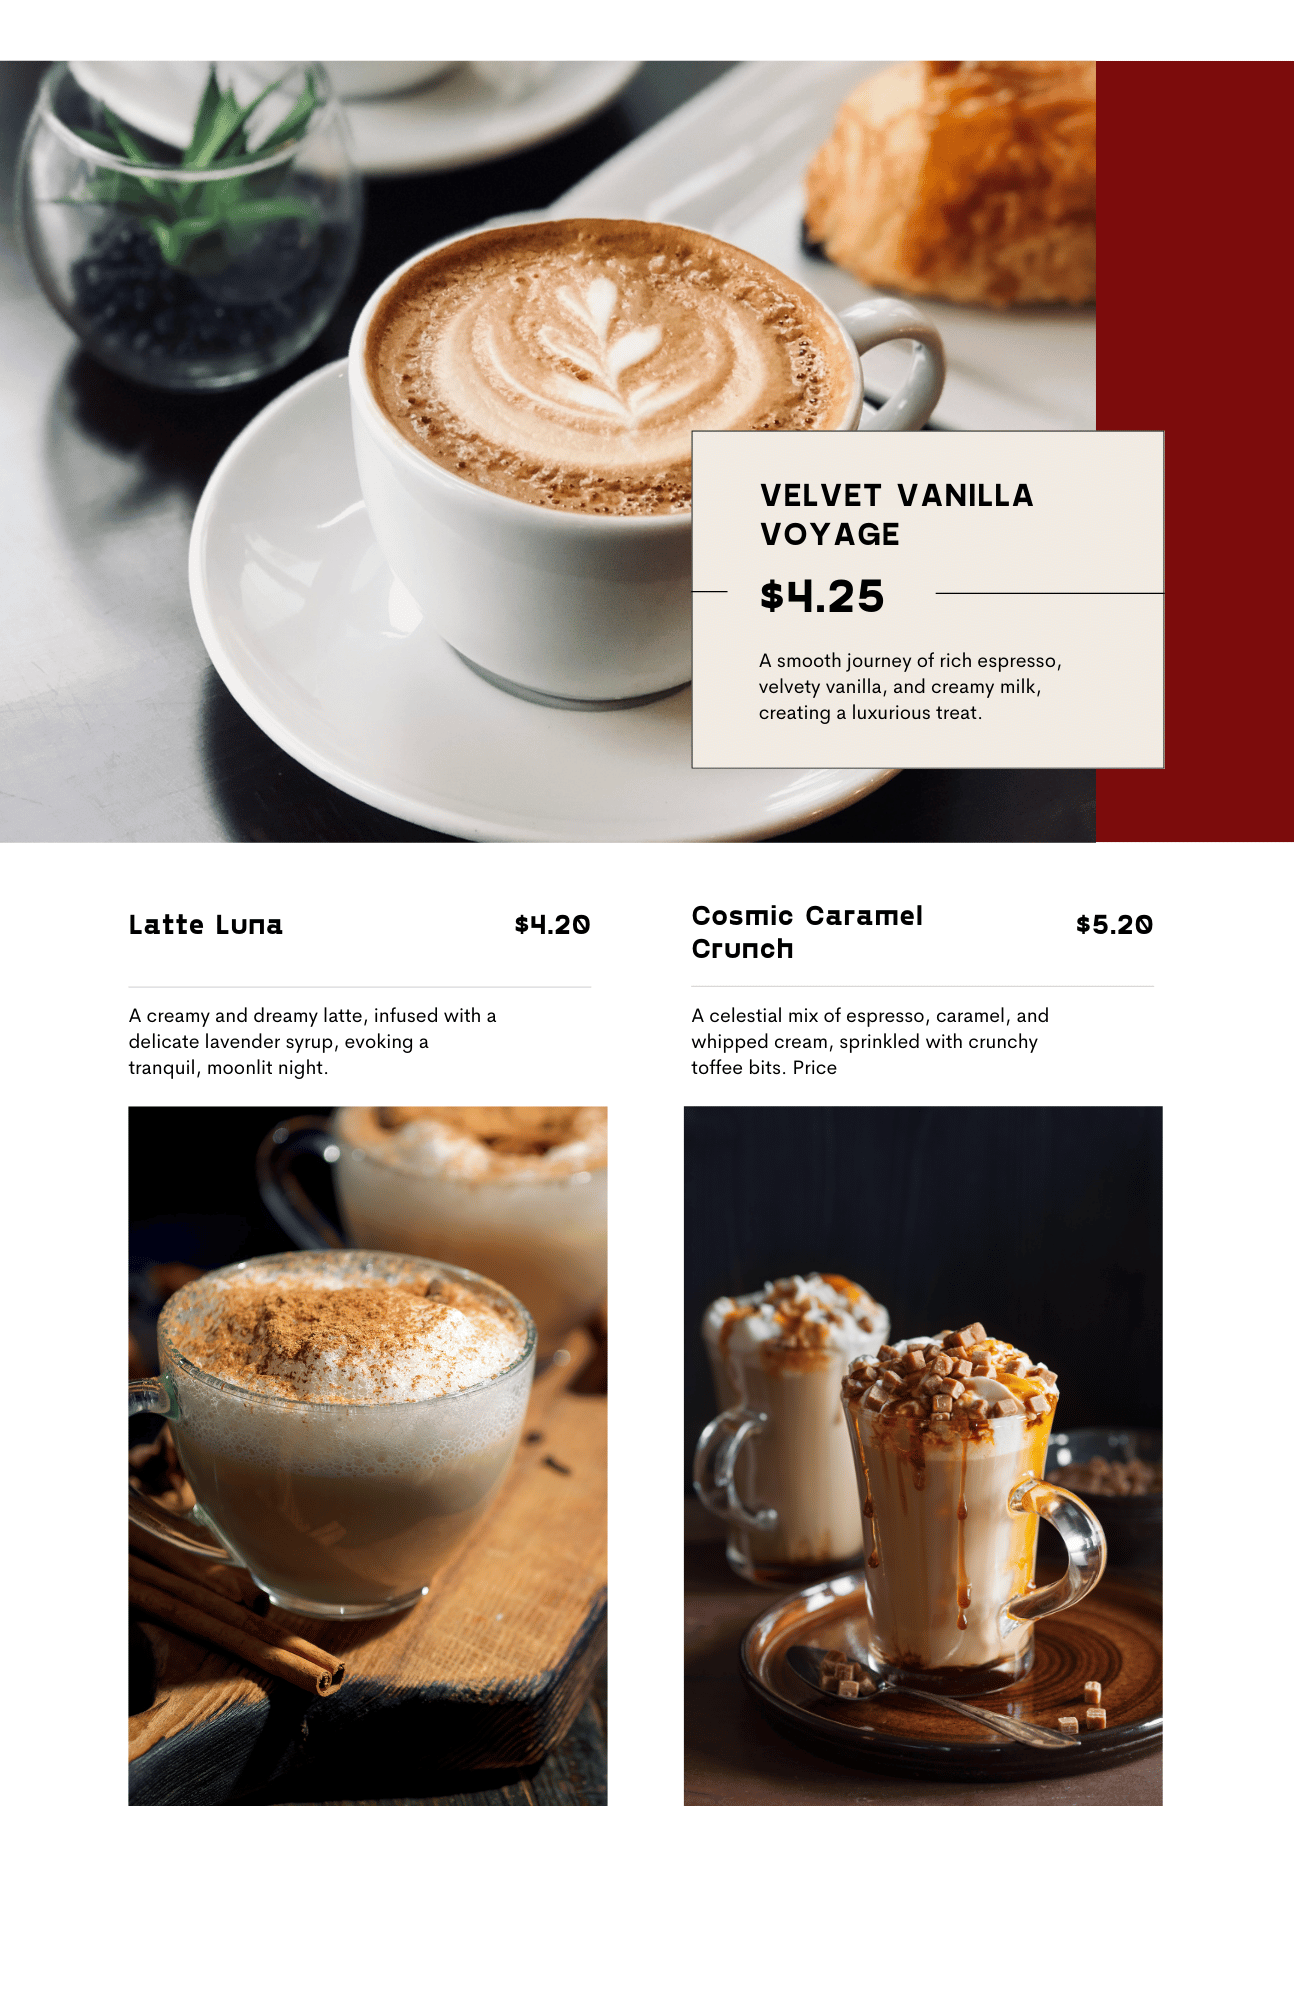 VELVET VANILLA
VOYAGE
$4.25
A smooth journey of rich espresso,
velvety vanilla, and creamy milk,
creating a luxurious treat.
Latte Luna
$4.20
A creamy and dreamy latte, infused with a
delicate lavender syrup, evoking a
tranquil, moonlit night.
Cosmic Caramel
Crunch
$5.20
A celestial mix of espresso, caramel, and
whipped cream, sprinkled with crunchy
toffee bits. Price